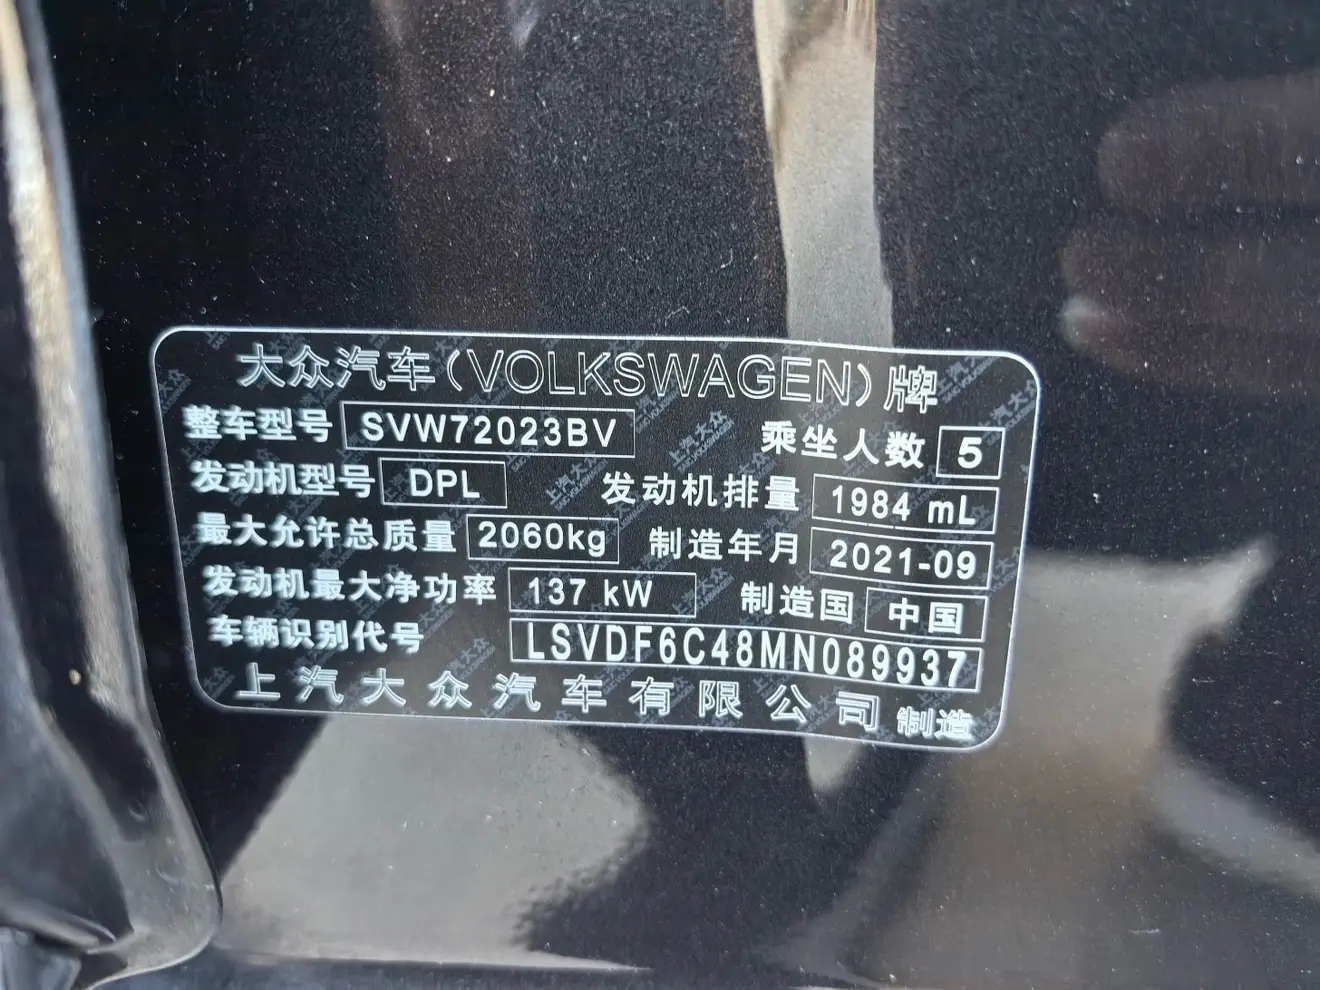 大众汽车(VOLKSWAGEN)牌
整车型号 SVW72023BV 乘坐人数 5
发动机型号 DPL 发动机排量 1984 mL
最大允许总质量 2060kg 制造年月 2021-09
发动机最大净功率 137 kW 制造国 中国
车辆识别代号 LSVDF6C48MN089937
上汽大众汽车有限公司 制造